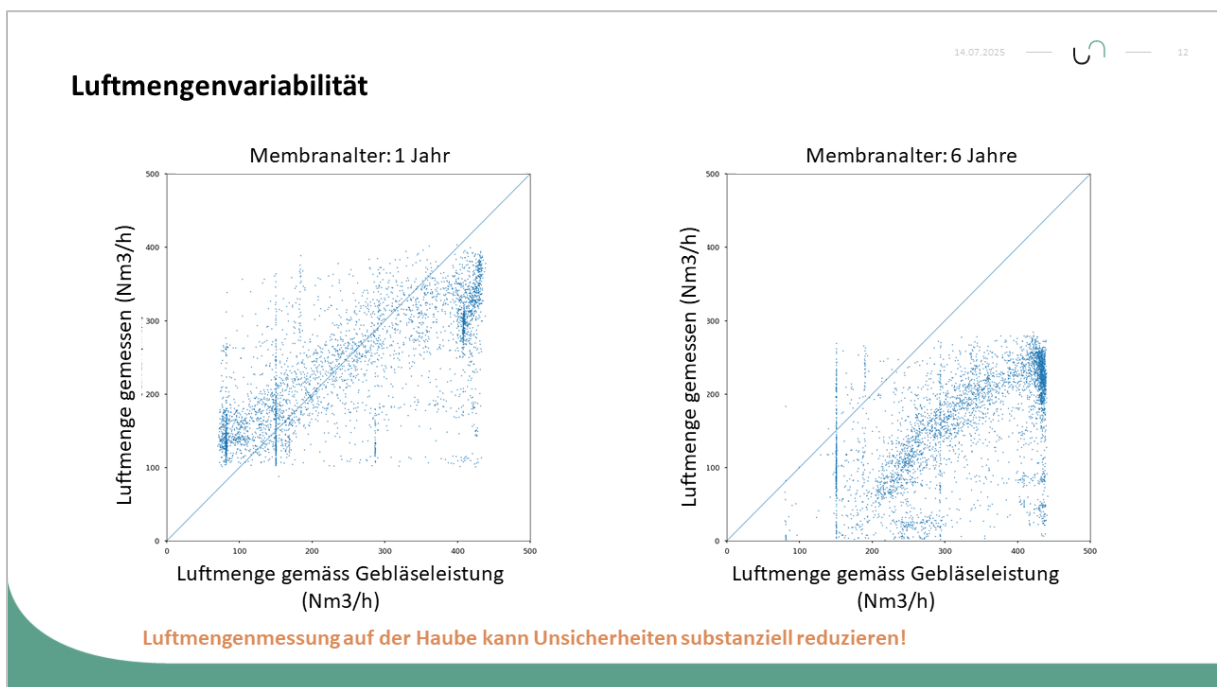 14.07.2025
12
Luftmengenvariabilität
Membranalter: 1 Jahr
Luftmenge gemessen (Nm3/h)
500
400
300
200
100
0
0 100 200 300 400 500
Luftmenge gemäss Gebläseleistung
(Nm3/h)
Membranalter: 6 Jahre
Luftmenge gemessen (Nm3/h)
500
400
300
200
100
0
0 100 200 300 400 500
Luftmenge gemäss Gebläseleistung
(Nm3/h)
Luftmengenmessung auf der Haube kann Unsicherheiten substanziell reduzieren!